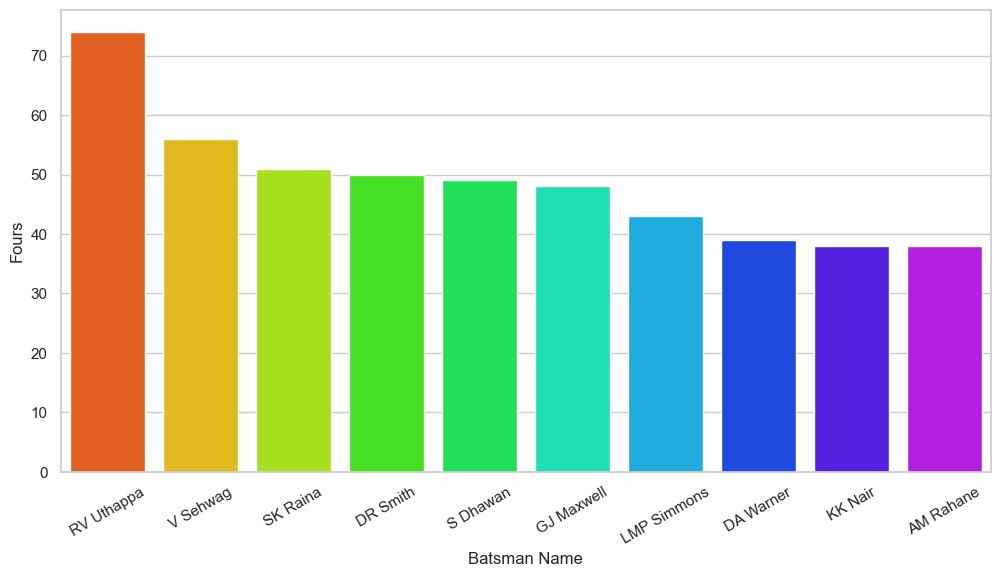 70
60
50
40
30
20
10
0
Fours
RV Uthappa
V Sehwag
SK Raina
DR Smith
S Dhawan
GJ Maxwell
LMP Simmons
DA Warner
KK Nair
AM Rahane
Batsman Name